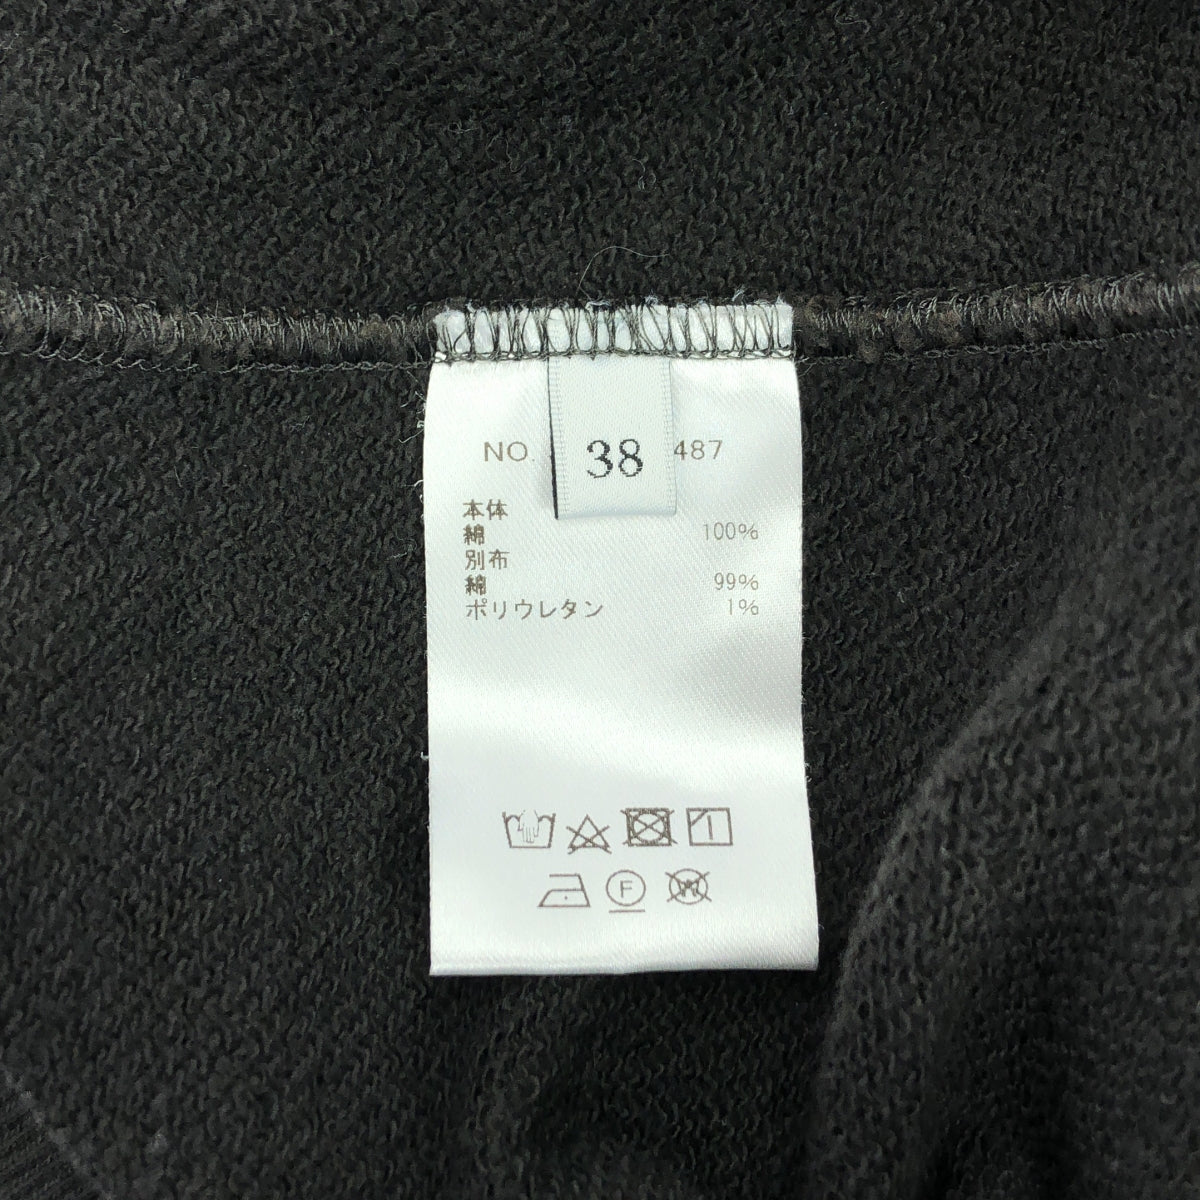 NO. 38 487
本体
綿 100%
別布
綿 99%
ポリウレタン 1%
F
W